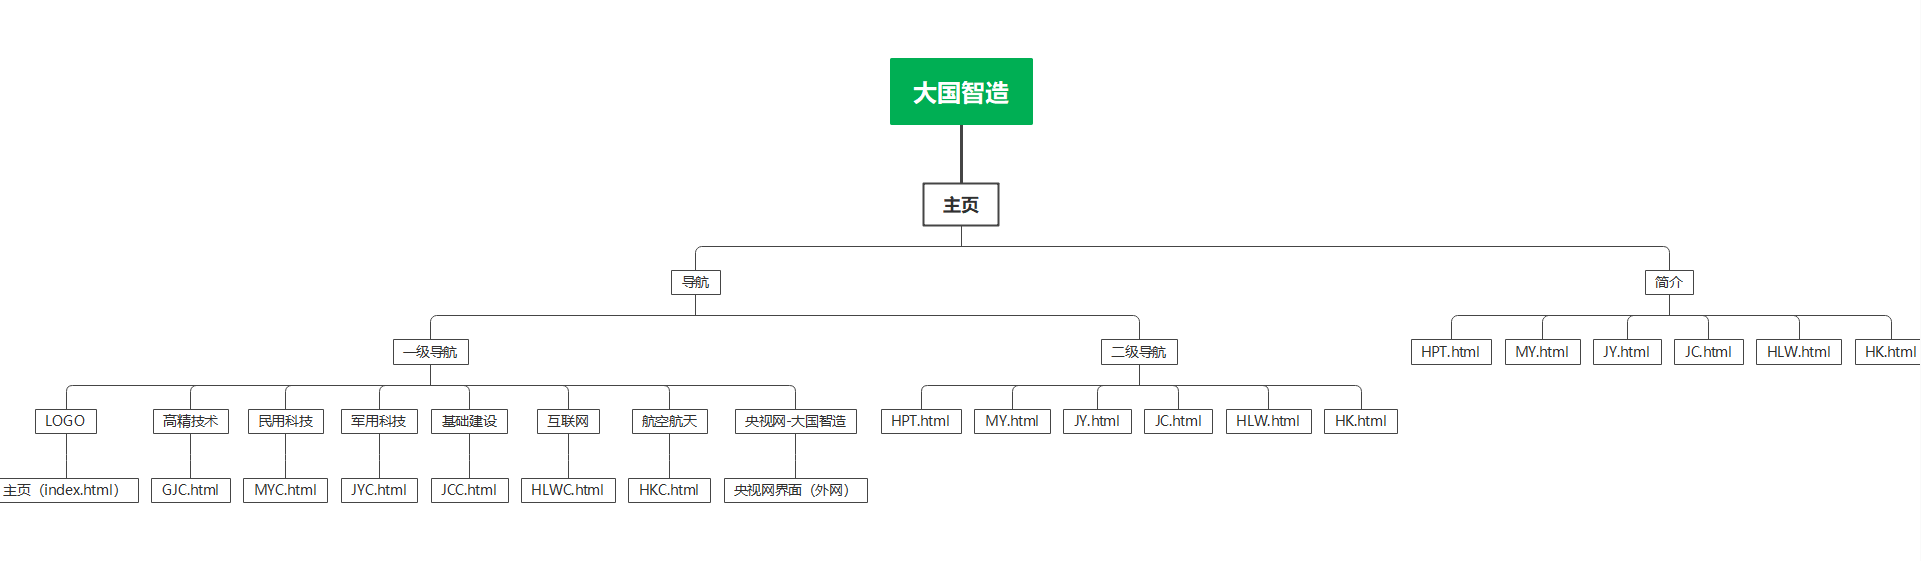 大国智造
主页
导航
简介
一级导航
二级导航
HPT.html
MY.html
JY.html
JC.html
HLW.html
HK.html
LOGO
高精技术
民用科技
军用科技
基础建设
互联网
航空航天
央视网-大国智造
HPT.html
MY.html
JY.html
JC.html
HLW.html
HK.html
主页（index.html）
GJC.html
MYC.html
JYC.html
JCC.html
HLWC.html
HKC.html
央视网界面（外网）